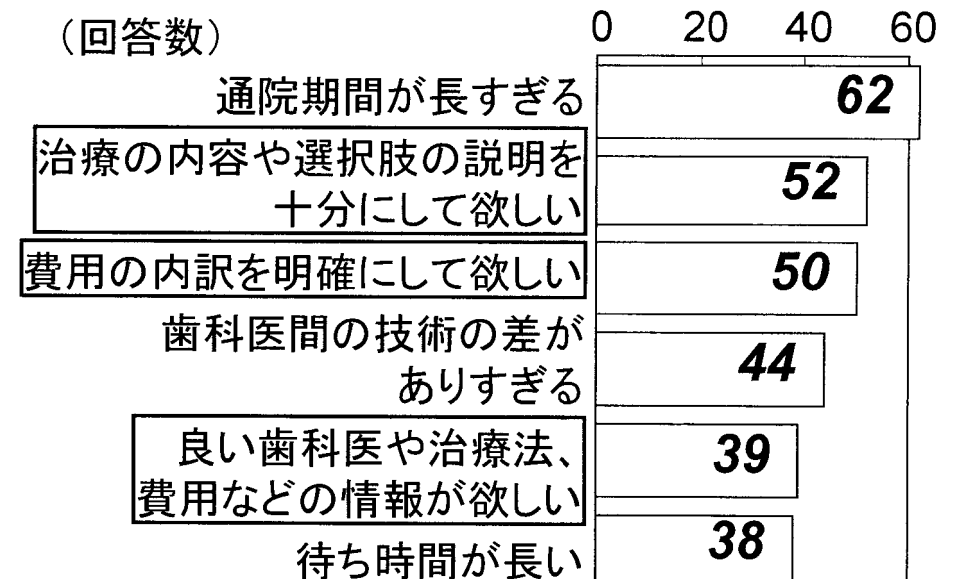 (回答数)
0 20 40 60
通院期間が長すぎる 62
治療の内容や選択肢の説明を
十分にして欲しい 52
費用の内訳を明確にして欲しい 50
歯科医間の技術の差が
ありすぎる 44
良い歯科医や治療法、
費用などの情報が欲しい 39
待ち時間が長い 38